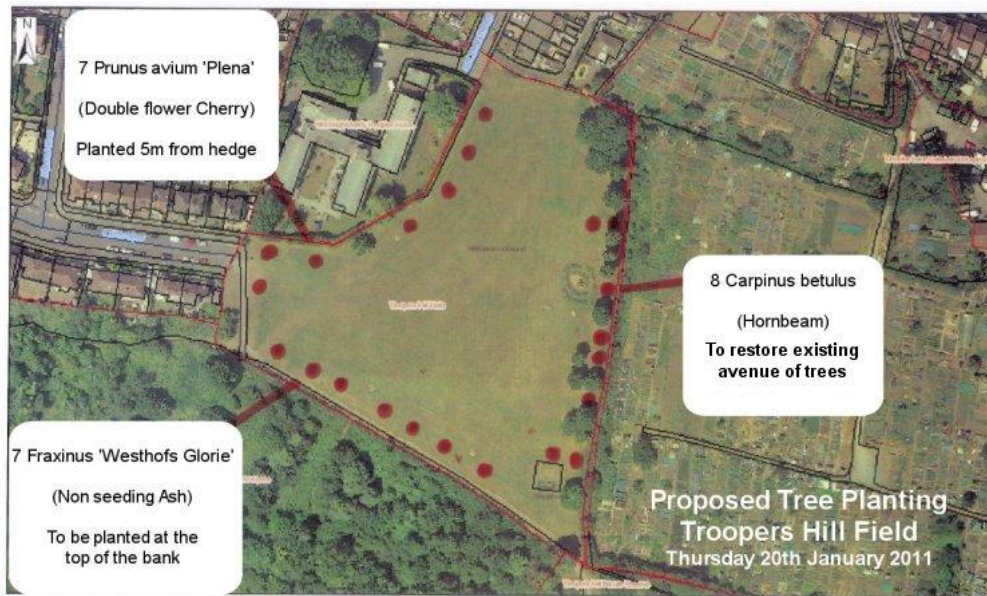 N
7 Prunus avium 'Plena'
(Double flower Cherry)
Planted 5m from hedge
8 Carpinus betulus
(Hornbeam)
To restore existing
avenue of trees
7 Fraxinus 'Westhofs Glorie'
(Non seeding Ash)
To be planted at the
top of the bank
Proposed Tree Planting
Troopers Hill Field
Thursday 20th January 2011